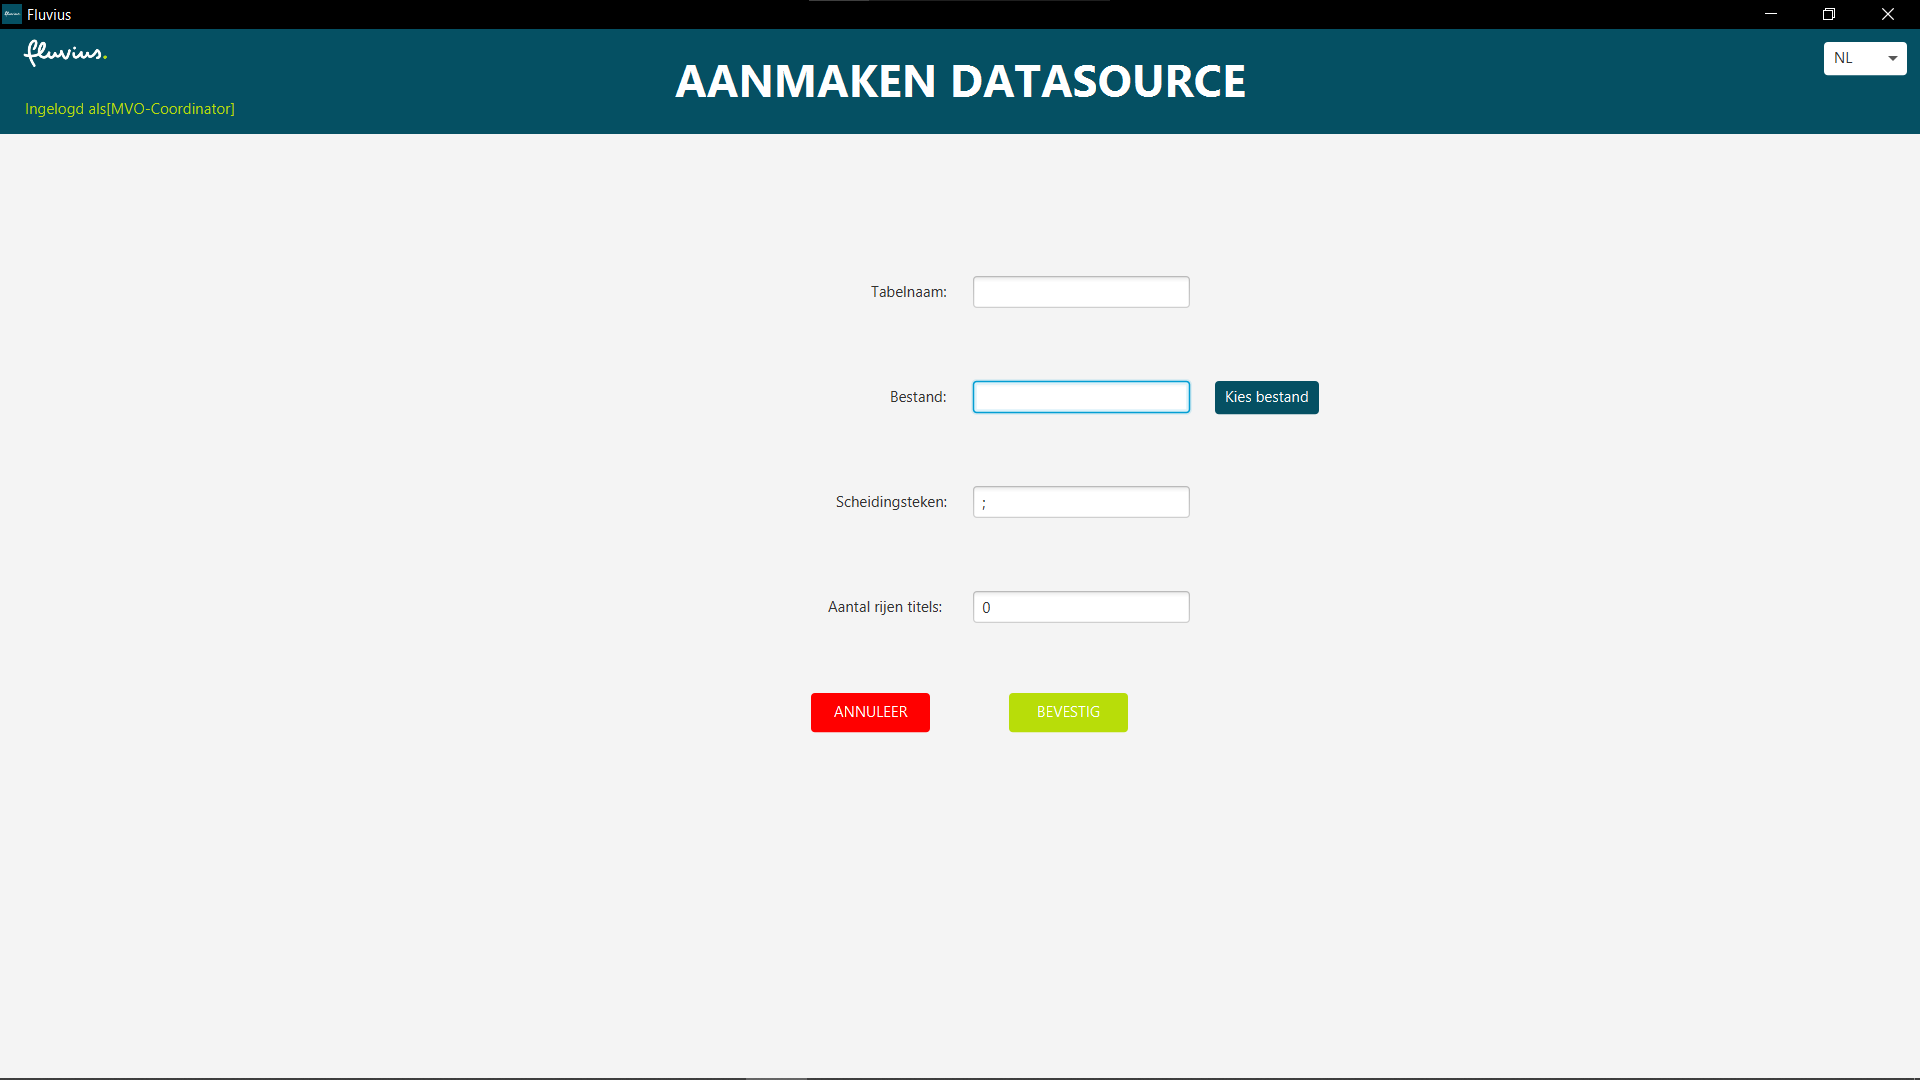 Fluvius
fluvius.
AANMAKEN DATASOURCE
NL
Ingelogd als[MVO-Coordinator]
Tabelnaam:
Bestand:
Kies bestand
Scheidingsteken:
;
Aantal rijen titels:
0
ANNULEER
BEVESTIG